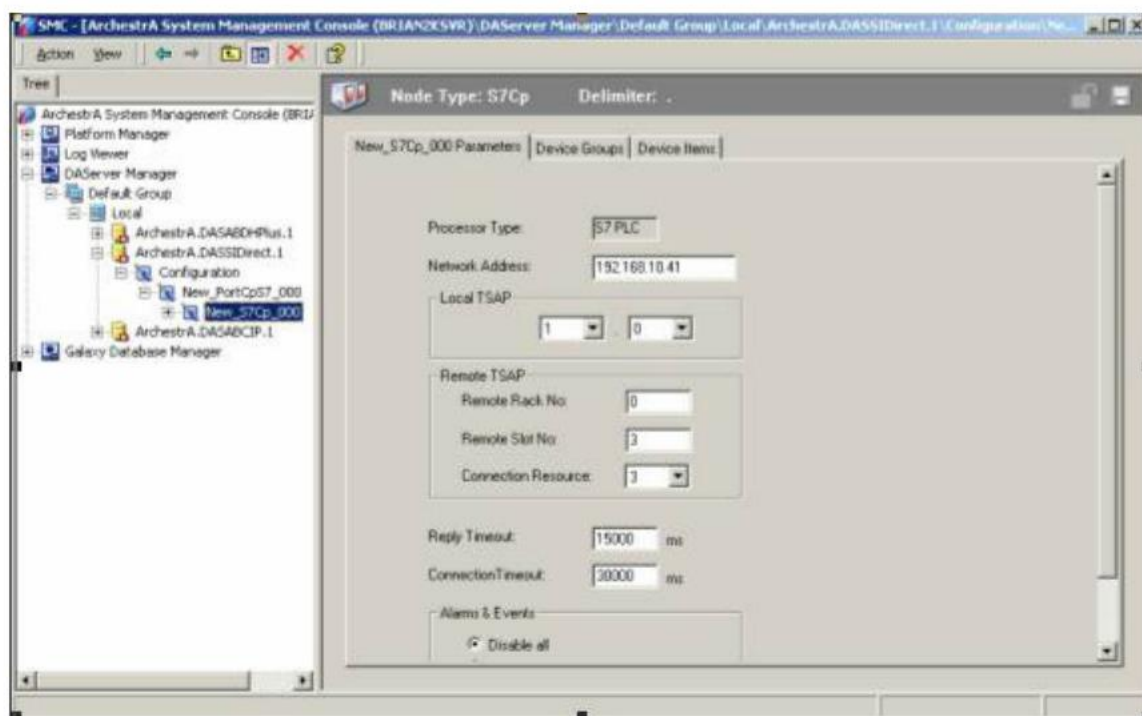 SMC - [ArchestrA System Management Console (BRIAN2KSVR)\DAServer Manager\Default Group\Local\ArchestrA.DASSIDirect.1\Configuration\Ne...
Action View
Tree
ArchestrA System Management Console (BRIA
Platform Manager
Log Viewer
DAServer Manager
Default Group
Local
ArchestrA.DASABDHPlus.1
ArchestrA.DASSIDirect.1
Configuration
New_PortCpS7_000
New_S7Cp_000
ArchestrA.DASABCIP.1
Galaxy Database Manager
Node Type: S7Cp Delimiter: .
New_S7Cp_000 Parameters Device Groups Device Items
Processor Type: S7 PLC
Network Address: 192.168.10.41
Local TSAP
1 . 0
Remote TSAP
Remote Rack No: 0
Remote Slot No: 3
Connection Resource: 3
Reply Timeout: 15000 ms
ConnectionTimeout: 30000 ms
Alarms & Events
Disable all